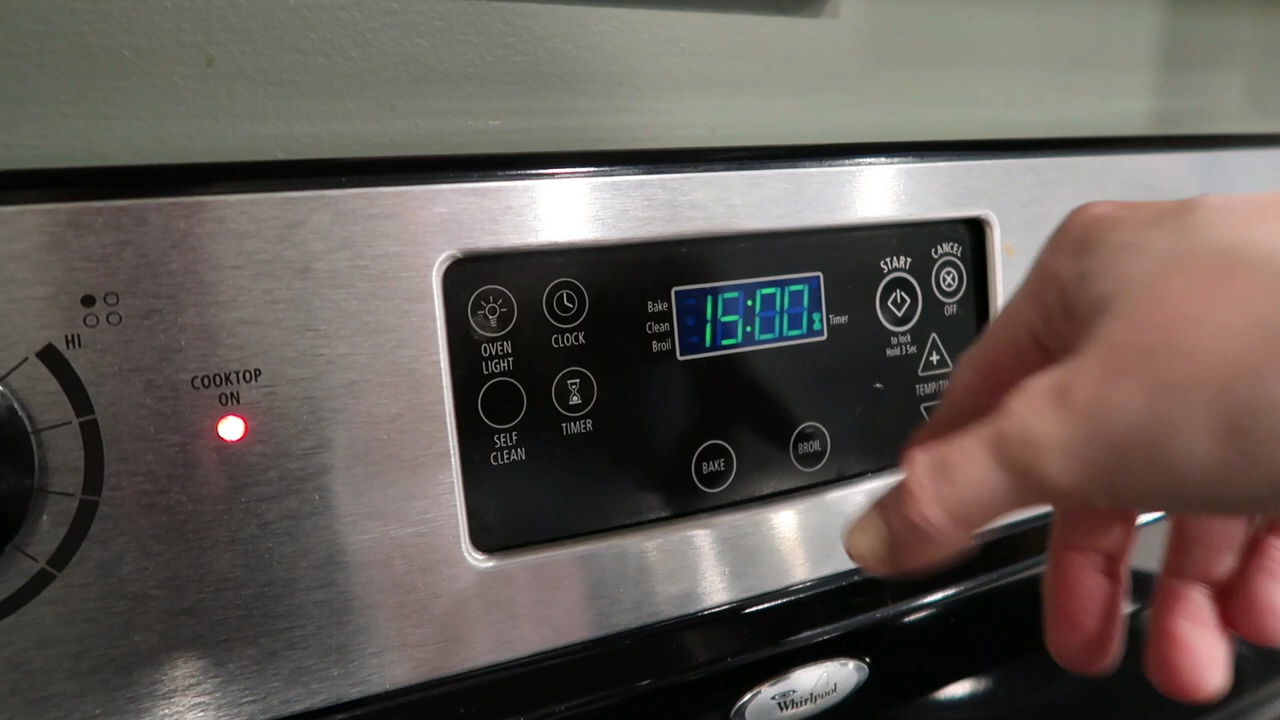 HI
COOKTOP
ON
OVEN
LIGHT
CLOCK
SELF
CLEAN
TIMER
Bake
Clean
Broil
15:00
Timer
BAKE
BROIL
START
to lock
Hold 3 Sec
CANCEL
OFF
Whirlpool